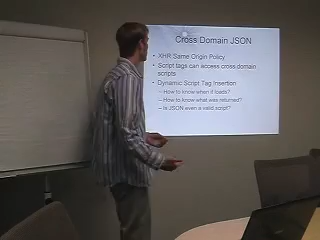 Cross Domain JSON
• XHR Same Origin Policy
• Script tags can access cross domain
scripts
• Dynamic Script Tag Insertion
– How to know when it loads?
– How to know what was returned?
– Is JSON even a valid script?